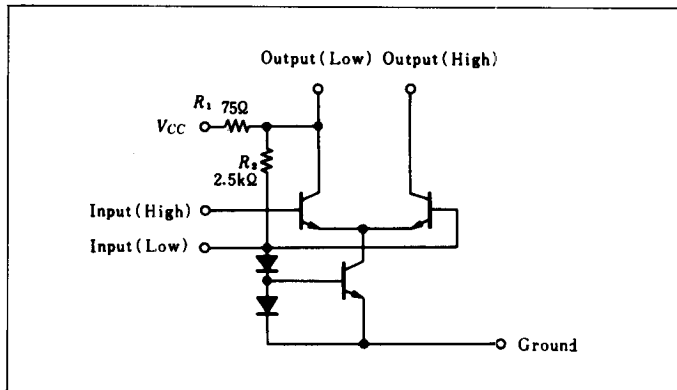 Output(Low) Output(High)
R₁ 75Ω
VCC
R₂
2.5kΩ
Input(High)
Input(Low)
Ground